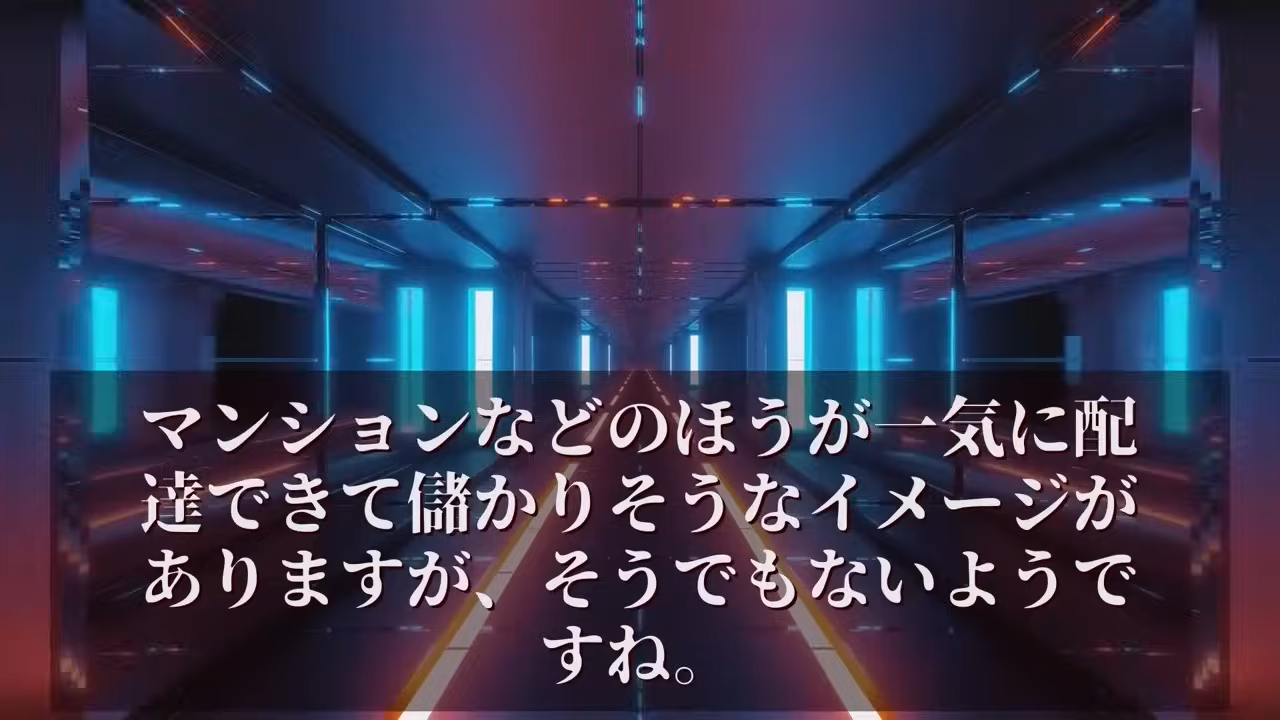 マンションなどのほうが一気に配
達できて儲かりそうなイメージが
ありますが、そうでもないようで
すね。